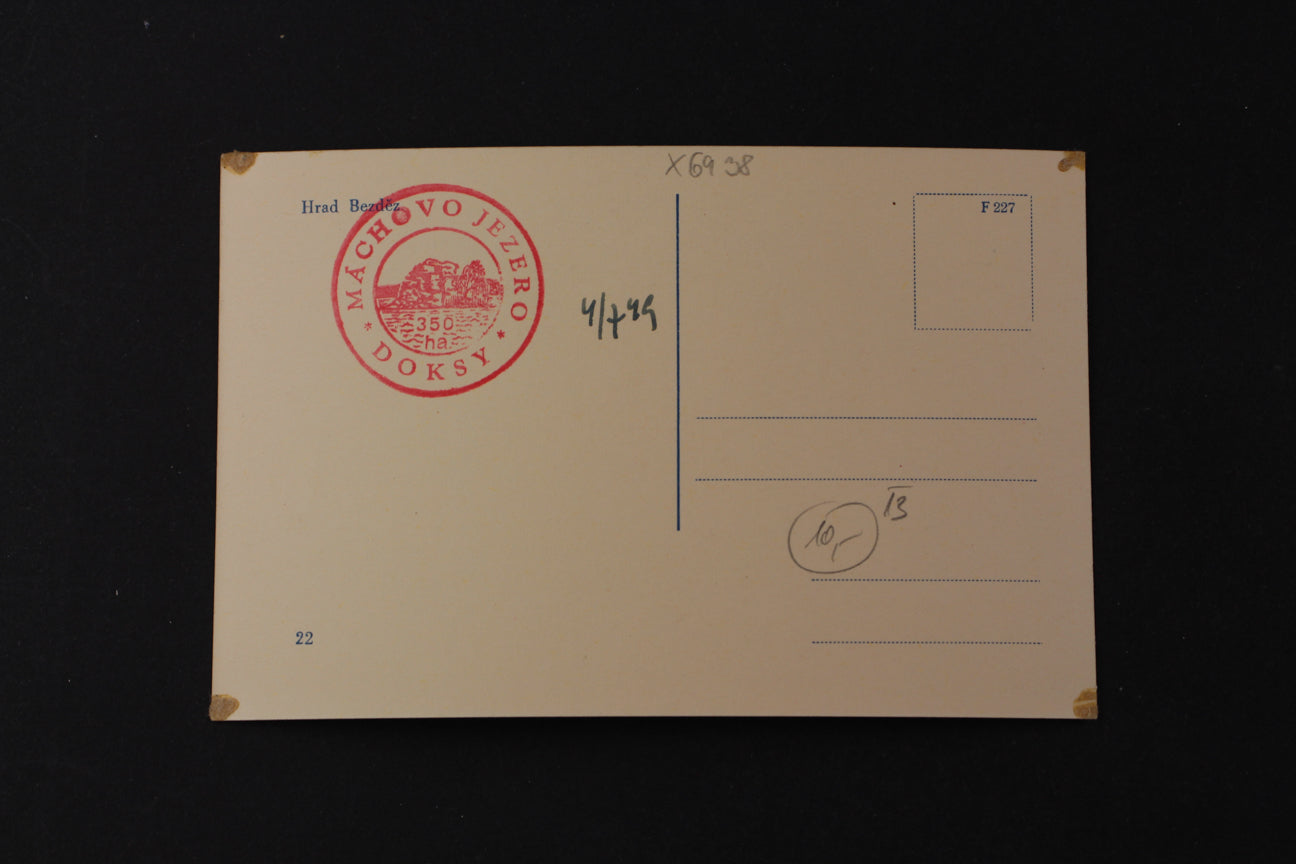 X6938
Hrad Bezděz
F 227
MÁCHOVO JEZERO
350
ha
* DOKSY *
4/7 49
13
10,-
22